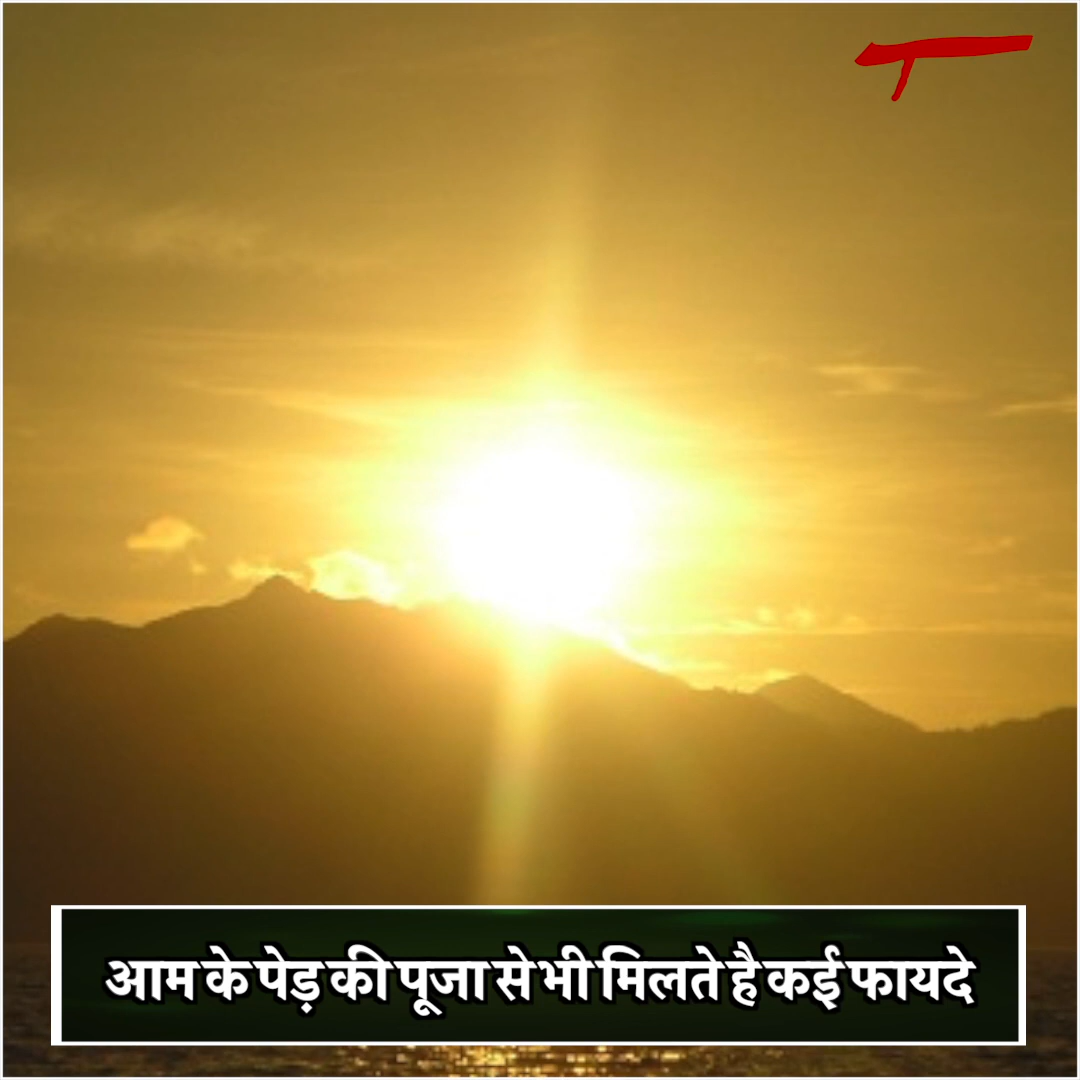 आम के पेड़ की पूजा से भी मिलते है कई फायदे